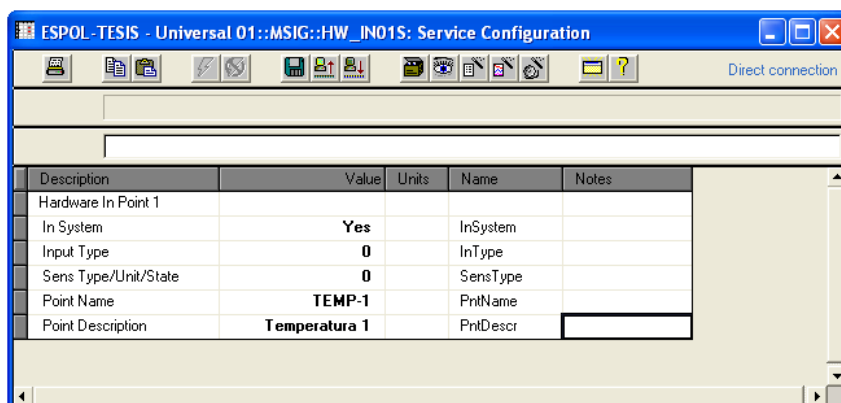 ESPOL-TESIS - Universal 01::MSIG::HW_IN01S: Service Configuration
Direct connection
Description Value Units Name Notes
Hardware In Point 1
In System Yes InSystem
Input Type 0 InType
Sens Type/Unit/State 0 SensType
Point Name TEMP-1 PntName
Point Description Temperatura 1 PntDescr